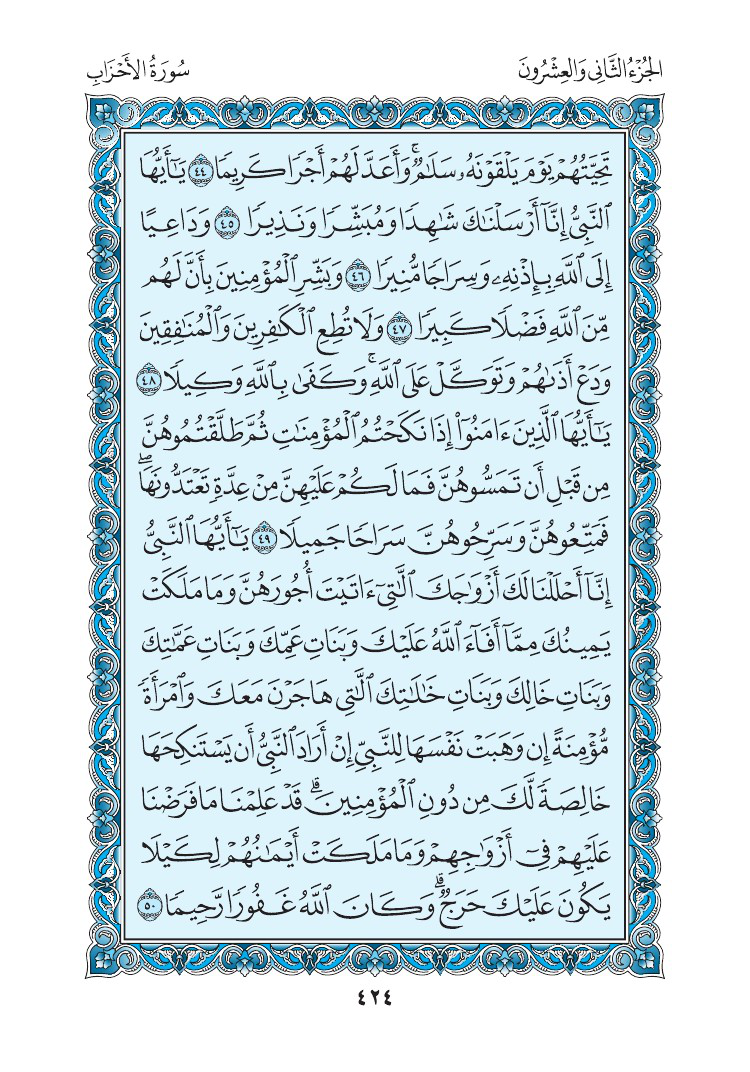 الجُزْءُ الثَّانِي وَالعِشْرُونَ
سُورَةُ الأَحْزَابِ
تَحِيَّتُهُمْ يَوْمَ يَلْقَوْنَهُۥ سَلَٰمٌۚ وَأَعَدَّ لَهُمْ أَجْرًا كَرِيمًا ٤٤ يَٰٓأَيُّهَا
ٱلنَّبِىُّ إِنَّآ أَرْسَلْنَٰكَ شَٰهِدًا وَمُبَشِّرًا وَنَذِيرًا ٤٥ وَدَاعِيًا
إِلَى ٱللَّهِ بِإِذْنِهِۦ وَسِرَاجًا مُّنِيرًا ٤٦ وَبَشِّرِ ٱلْمُؤْمِنِينَ بِأَنَّ لَهُم
مِّنَ ٱللَّهِ فَضْلًا كَبِيرًا ٤٧ وَلَا تُطِعِ ٱلْكَٰفِرِينَ وَٱلْمُنَٰفِقِينَ
وَدَعْ أَذَىٰهُمْ وَتَوَكَّلْ عَلَى ٱللَّهِۚ وَكَفَىٰ بِٱللَّهِ وَكِيلًا ٤٨
يَٰٓأَيُّهَا ٱلَّذِينَ ءَامَنُوٓا۟ إِذَا نَكَحْتُمُ ٱلْمُؤْمِنَٰتِ ثُمَّ طَلَّقْتُمُوهُنَّ
مِن قَبْلِ أَن تَمَسُّوهُنَّ فَمَا لَكُمْ عَلَيْهِنَّ مِنْ عِدَّةٍ تَعْتَدُّونَهَاۖ
فَمَتِّعُوهُنَّ وَسَرِّحُوهُنَّ سَرَاحًا جَمِيلًا ٤٩ يَٰٓأَيُّهَا ٱلنَّبِىُّ
إِنَّآ أَحْلَلْنَا لَكَ أَزْوَٰجَكَ ٱلَّٰتِىٓ ءَاتَيْتَ أُجُورَهُنَّ وَمَا مَلَكَتْ
يَمِينُكَ مِمَّآ أَفَآءَ ٱللَّهُ عَلَيْكَ وَبَنَاتِ عَمِّكَ وَبَنَاتِ عَمَّٰتِكَ
وَبَنَاتِ خَالِكَ وَبَنَاتِ خَٰلَٰتِكَ ٱلَّٰتِى هَاجَرْنَ مَعَكَ وَٱمْرَأَةً
مُّؤْمِنَةً إِن وَهَبَتْ نَفْسَهَا لِلنَّبِىِّ إِنْ أَرَادَ ٱلنَّبِىُّ أَن يَسْتَنكِحَهَا
خَالِصَةً لَّكَ مِن دُونِ ٱلْمُؤْمِنِينَۗ قَدْ عَلِمْنَا مَا فَرَضْنَا
عَلَيْهِمْ فِىٓ أَزْوَٰجِهِمْ وَمَا مَلَكَتْ أَيْمَٰنُهُمْ لِكَيْلَا
يَكُونَ عَلَيْكَ حَرَجٌۗ وَكَانَ ٱللَّهُ غَفُورًا رَّحِيمًا ٥٠
٤٢٤